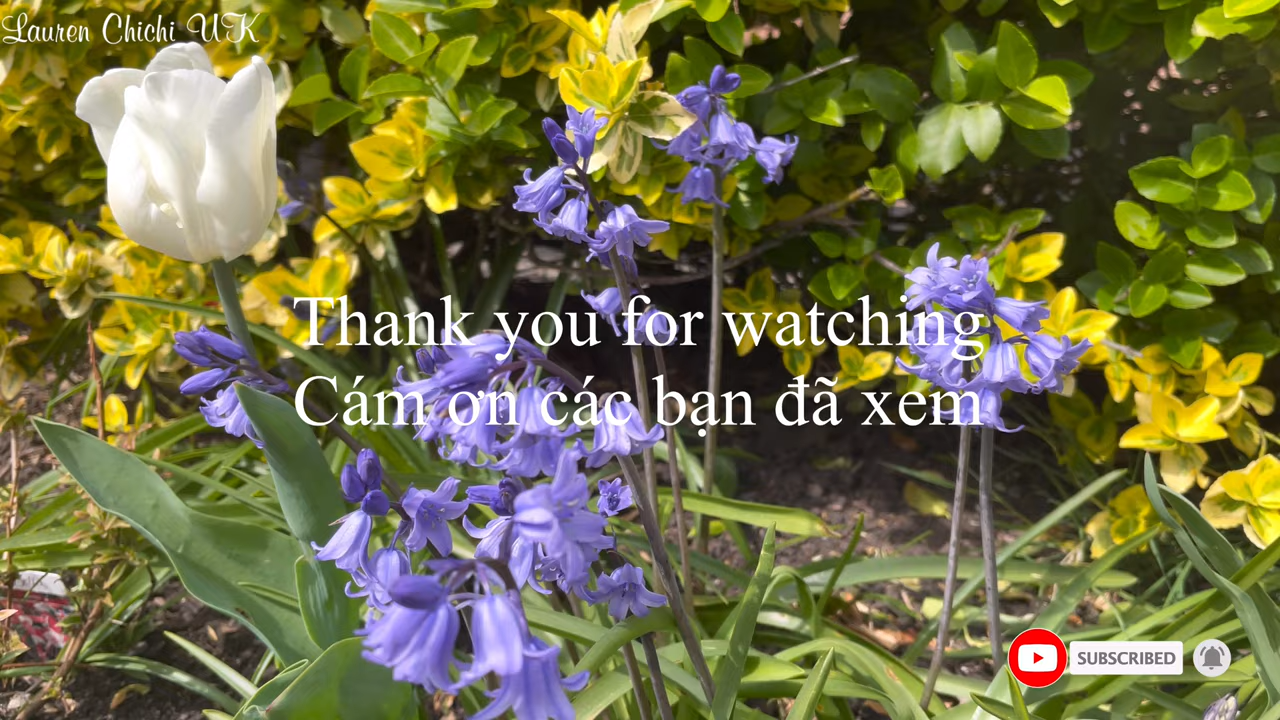 Lauren Chichi UK
Thank you for watching
Cám ơn các bạn đã xem
SUBSCRIBED